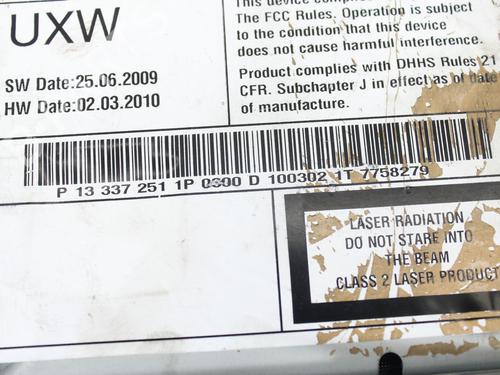 UXW
SW Date:25.06.2009
HW Date:02.03.2010
This device complies
The FCC Rules. Operation is subject
to the condition that this device
does not cause harmful interference.
Product complies with DHHS Rules 21
CFR. Subchapter J in effect as of date
of manufacture.
P 13 337 251 1P D 100302 1T 7758279
LASER RADIATION
DO NOT STARE INTO
THE BEAM
CLASS 2 LASER PRODUCT